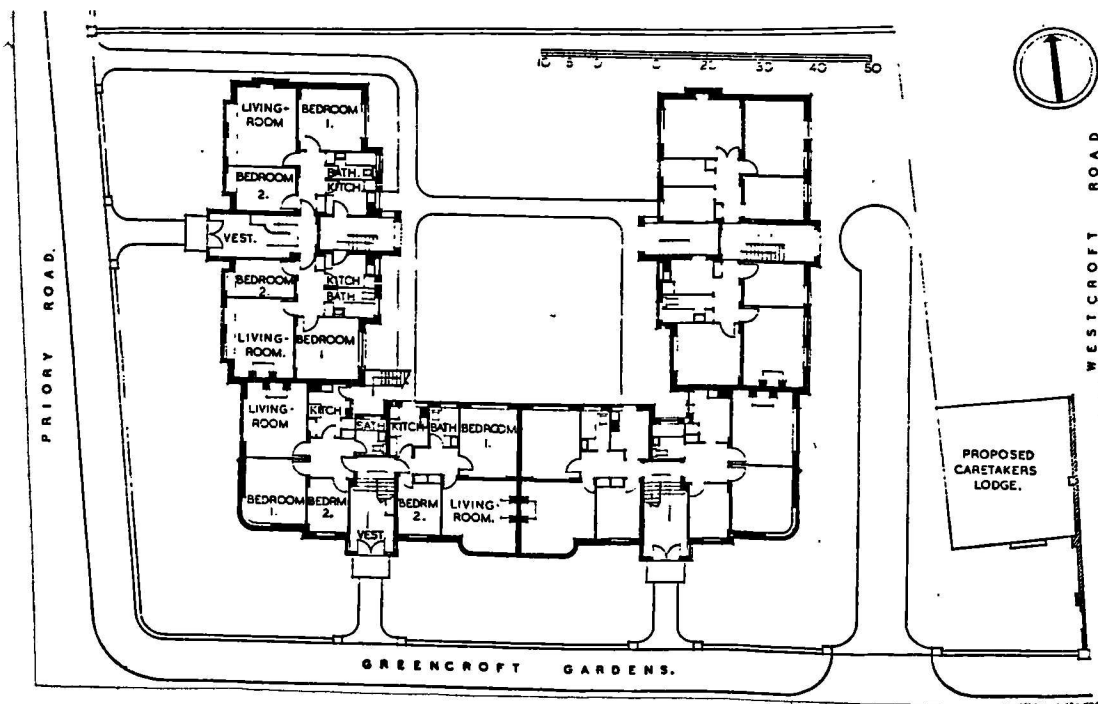 10 5 0
20
30
40
50
LIVING-
ROOM
BEDROOM
1.
BEDROOM
2.
BATH.
KITCH.
VEST.
BEDROOM
2.
KITCH
BATH
LIVING-
ROOM.
BEDROOM
1
LIVING-
ROOM
KITCH
BATH
KITCH
BATH
BEDROOM
1.
BEDROOM
1.
BEDRM
2.
VEST.
BEDRM
2.
LIVING-
ROOM.
PRIORY ROAD.
WESTCROFT ROAD
PROPOSED
CARETAKERS
LODGE.
GREENCROFT GARDENS.